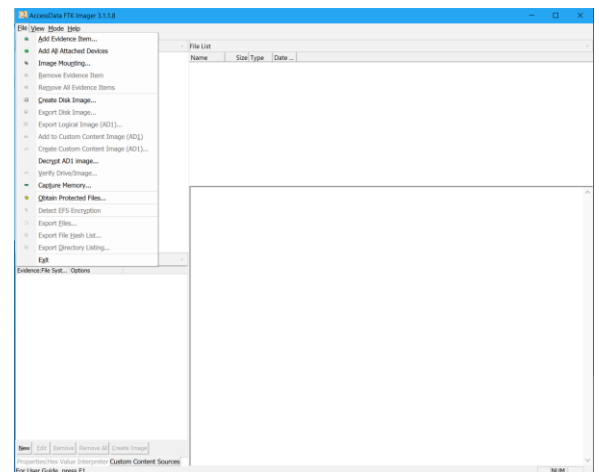 AccessData FTK Imager 3.1.1.8
File View Mode Help
Add Evidence Item...
Add All Attached Devices
Image Mounting...
Remove Evidence Item
Remove All Evidence Items
Create Disk Image...
Export Disk Image...
Export Logical Image (AD1)...
Add to Custom Content Image (AD1)
Create Custom Content Image (AD1)...
Decrypt AD1 image...
Verify Drive/Image...
Capture Memory...
Obtain Protected Files...
Detect EFS Encryption
Export Files...
Export File Hash List...
Export Directory Listing...
Exit
File List
Name Size Type Date ...
Evidence:File Syst... Options
New Edit Remove Remove All Create Image
Properties Hex Value Interpreter Custom Content Sources
For User Guide, press F1 NUM